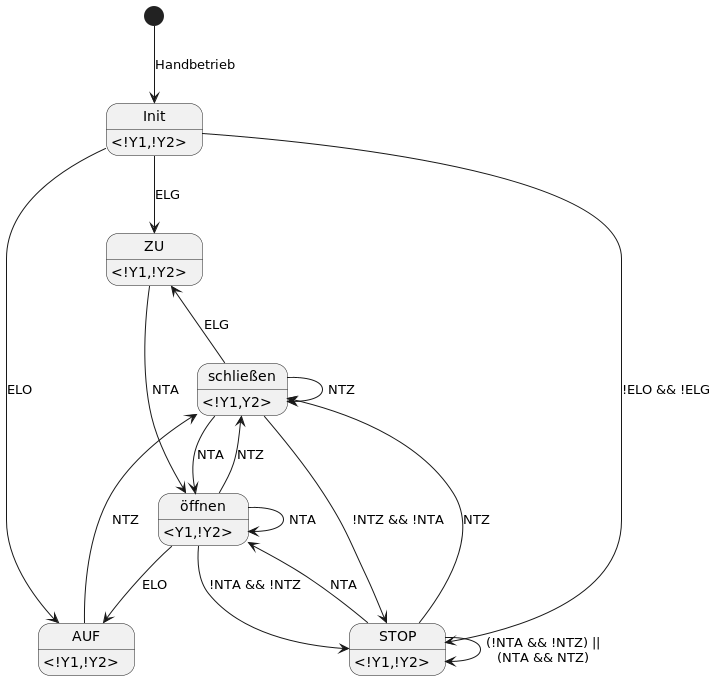 Handbetrieb
Init
<!Y1,!Y2>
ELG
ZU
<!Y1,!Y2>
ELG
schließen
<!Y1,Y2>
NTZ
ELO
NTA
!ELO && !ELG
NTA
NTZ
öffnen
<Y1,!Y2>
NTZ
NTA
!NTZ && !NTA
NTZ
ELO
!NTA && !NTZ
NTA
AUF
<!Y1,!Y2>
STOP
<!Y1,!Y2>
(!NTA && !NTZ) ||
(NTA && NTZ)